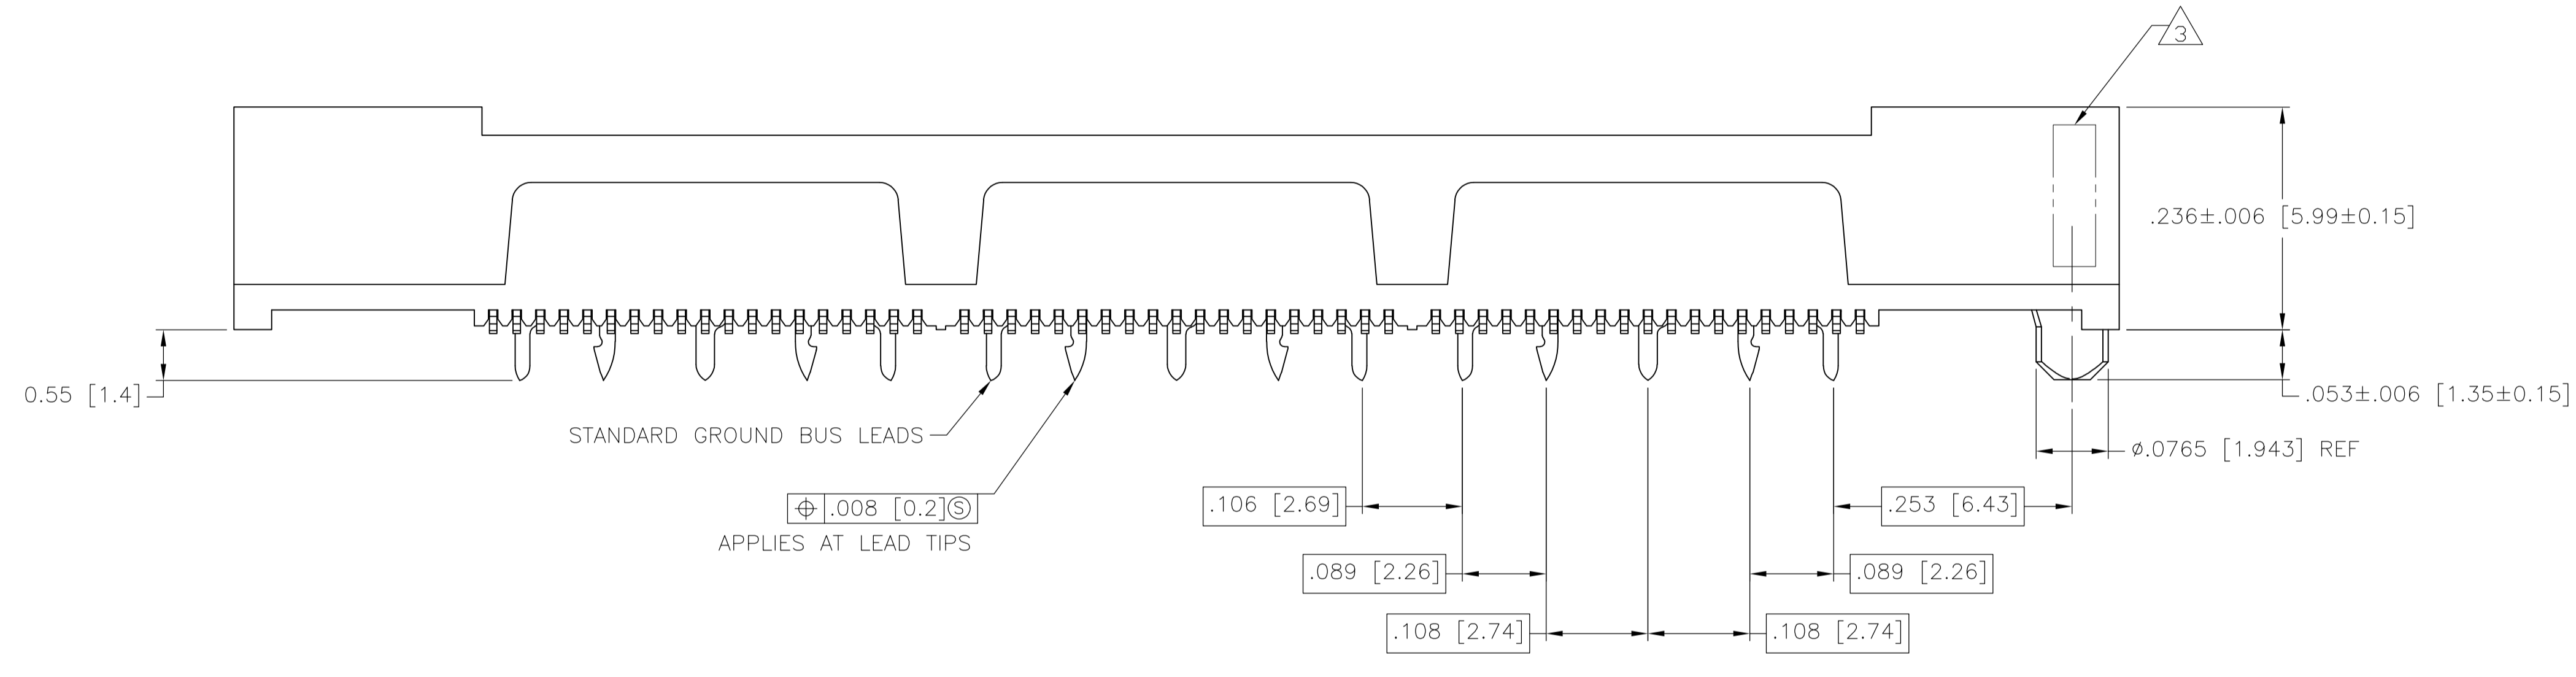 3
.236±.006 [5.99±0.15]
0.55 [1.4]
.053±.006 [1.35±0.15]
STANDARD GROUND BUS LEADS
⌀.0765 [1.943] REF
⌖ .008 [0.2]Ⓢ
APPLIES AT LEAD TIPS
.106 [2.69]
.253 [6.43]
.089 [2.26]
.089 [2.26]
.108 [2.74]
.108 [2.74]